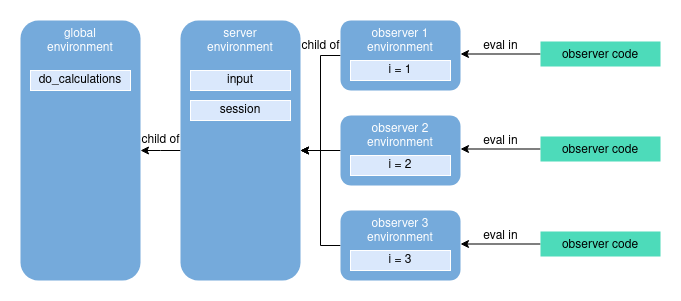 global
environment
do_calculations
child of
server
environment
input
session
child of
observer 1
environment
i = 1
eval in
observer code
observer 2
environment
i = 2
eval in
observer code
observer 3
environment
i = 3
eval in
observer code